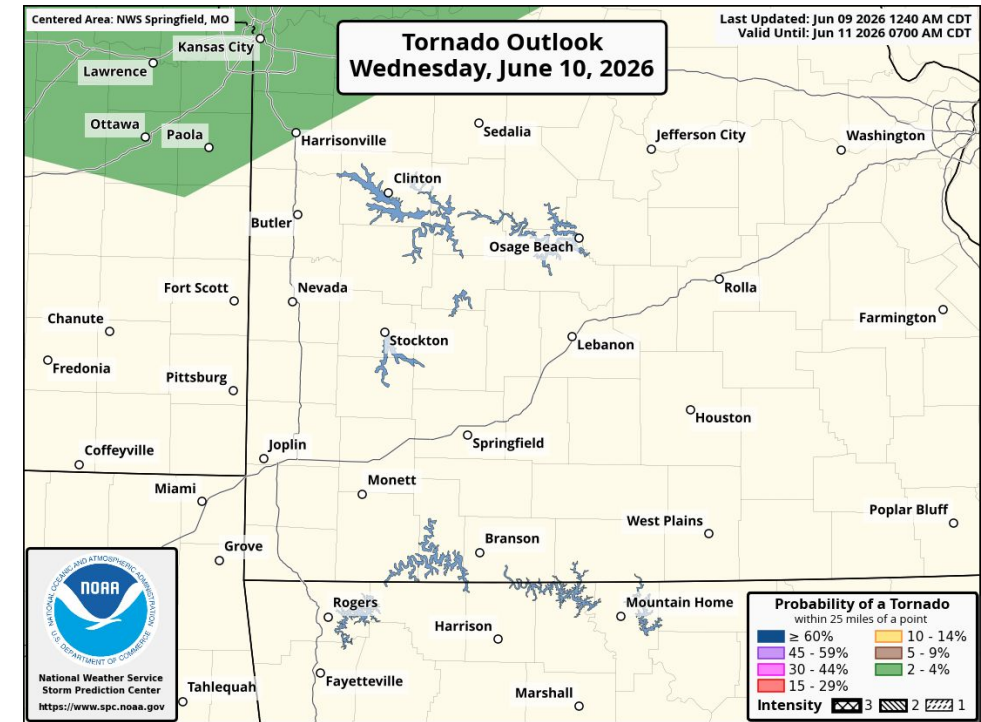 Centered Area: NWS Springfield, MO
Last Updated: Jun 09 2026 1240 AM CDT
Valid Until: Jun 11 2026 0700 AM CDT
Tornado Outlook
Wednesday, June 10, 2026
Kansas City
Lawrence
Ottawa
Paola
Harrisonville
Sedalia
Jefferson City
Washington
Clinton
Butler
Osage Beach
Fort Scott
Nevada
Rolla
Chanute
Farmington
Stockton
Lebanon
Fredonia
Pittsburg
Houston
Joplin
Springfield
Coffeyville
Monett
Miami
Poplar Bluff
West Plains
Branson
Grove
Rogers
Mountain Home
Harrison
Fayetteville
Tahlequah
Marshall
NATIONAL OCEANIC AND ATMOSPHERIC ADMINISTRATION
NOAA
U.S. DEPARTMENT OF COMMERCE
National Weather Service
Storm Prediction Center
https://www.spc.noaa.gov
Probability of a Tornado
within 25 miles of a point
≥ 60%
10 - 14%
45 - 59%
5 - 9%
30 - 44%
2 - 4%
15 - 29%
Intensity 3 2 1